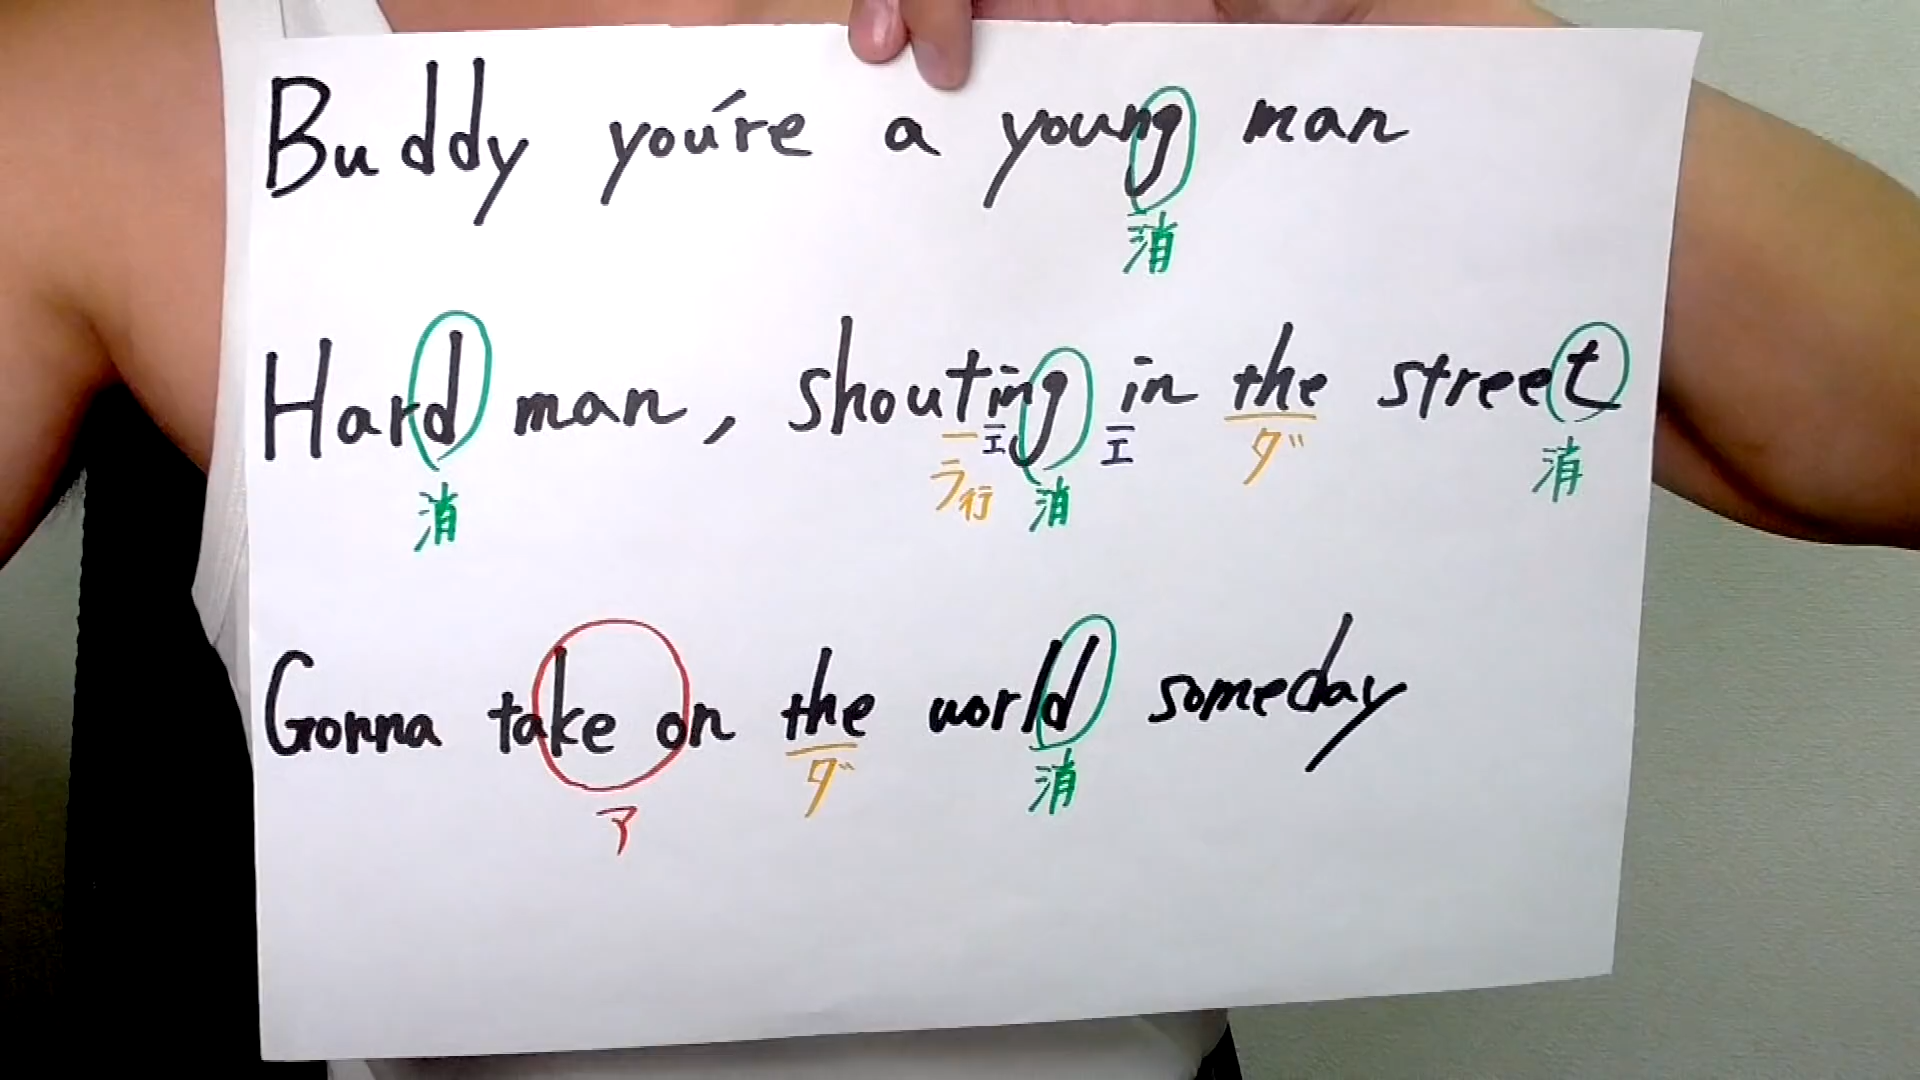 Buddy you're a young man
消
Hard man, shouting in the street
消 ラ行 エ 消 エ ダ 消
Gonna take on the world someday
ア ダ 消